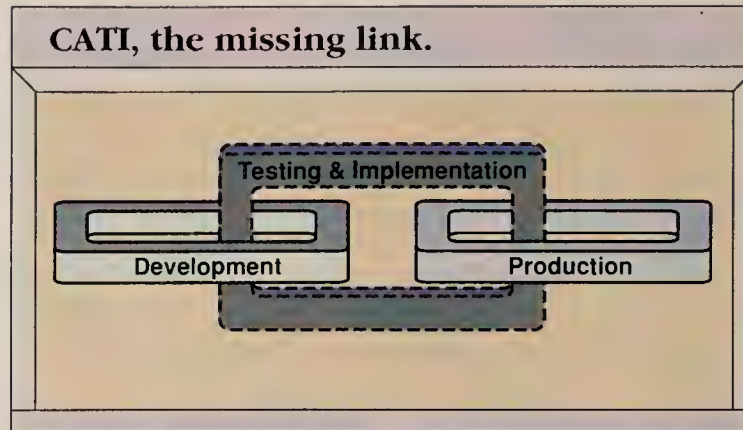 CATI, the missing link.
Testing & Implementation
Development
Production